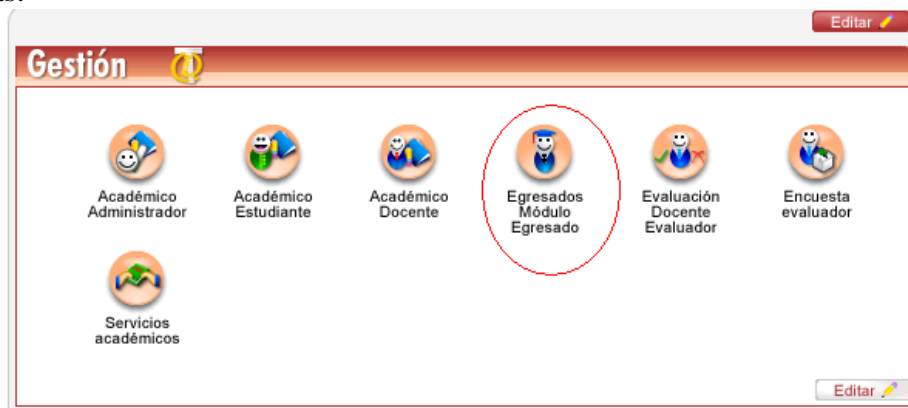 Editar
Gestión
Académico
Administrador
Académico
Estudiante
Académico
Docente
Egresados
Módulo
Egresado
Evaluación
Docente
Evaluador
Encuesta
evaluador
Servicios
académicos
Editar